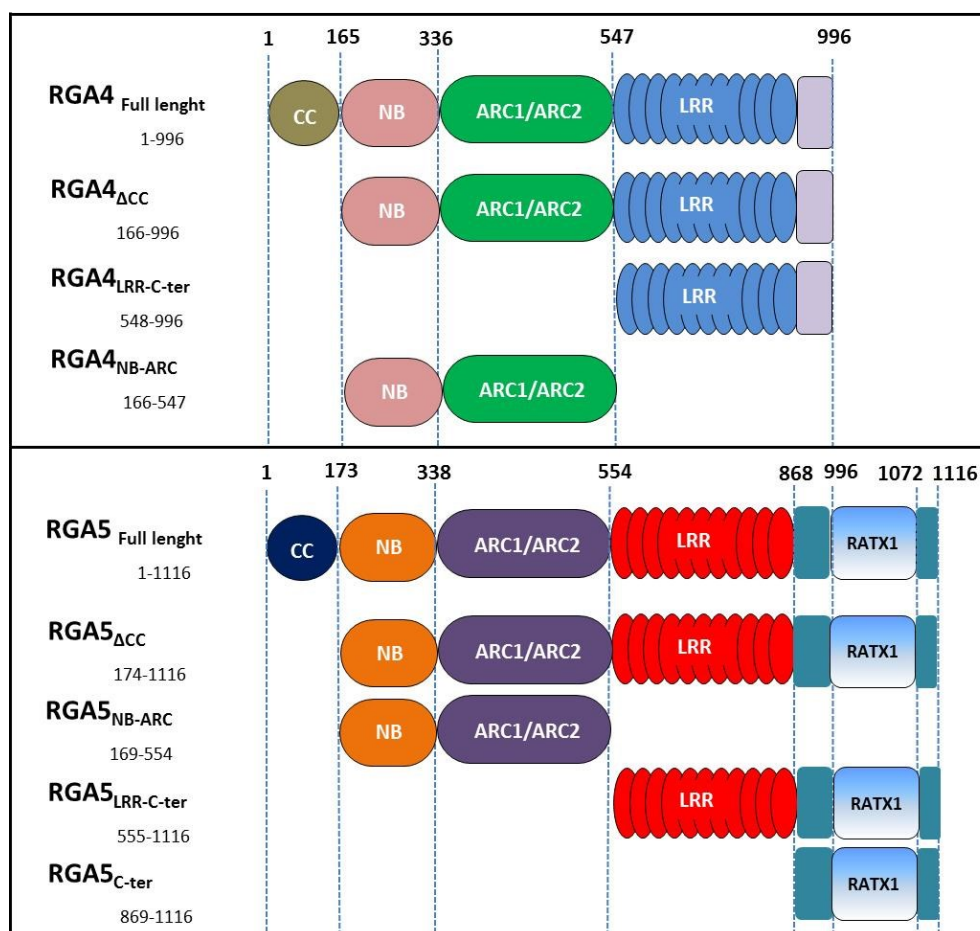 1 165 336 547 996
RGA4 Full lenght
1-996
CC NB ARC1/ARC2 LRR
RGA4ΔCC
166-996
NB ARC1/ARC2 LRR
RGA4LRR-C-ter
548-996
LRR
RGA4NB-ARC
166-547
NB ARC1/ARC2
1 173 338 554 868 996 1072 1116
RGA5 Full lenght
1-1116
CC NB ARC1/ARC2 LRR RATX1
RGA5ΔCC
174-1116
NB ARC1/ARC2 LRR RATX1
RGA5NB-ARC
169-554
NB ARC1/ARC2
RGA5LRR-C-ter
555-1116
LRR RATX1
RGA5C-ter
869-1116
RATX1